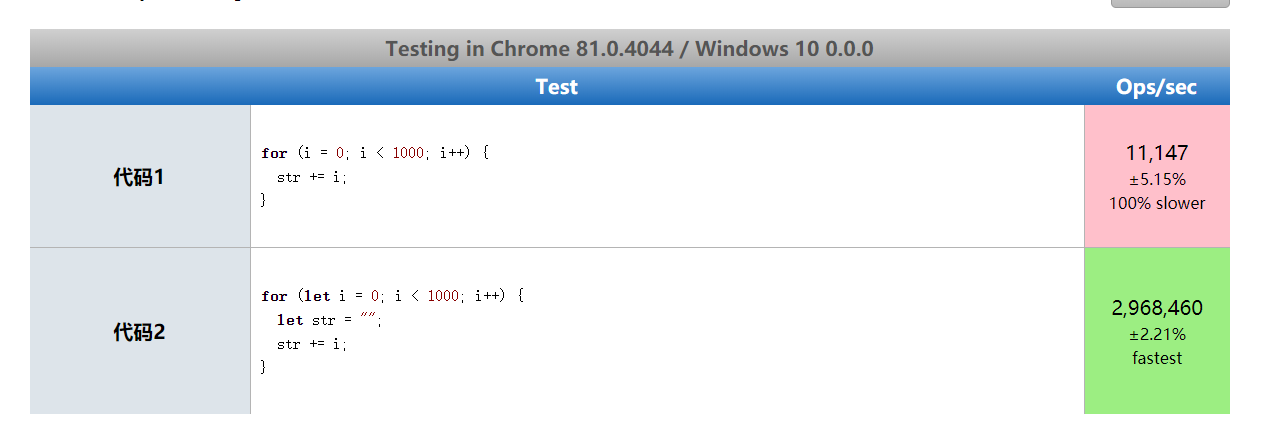 Testing in Chrome 81.0.4044 / Windows 10 0.0.0
Test Ops/sec
代码1
for (i = 0; i < 1000; i++) {
str += i;
}
11,147
±5.15%
100% slower
代码2
for (let i = 0; i < 1000; i++) {
let str = "";
str += i;
}
2,968,460
±2.21%
fastest